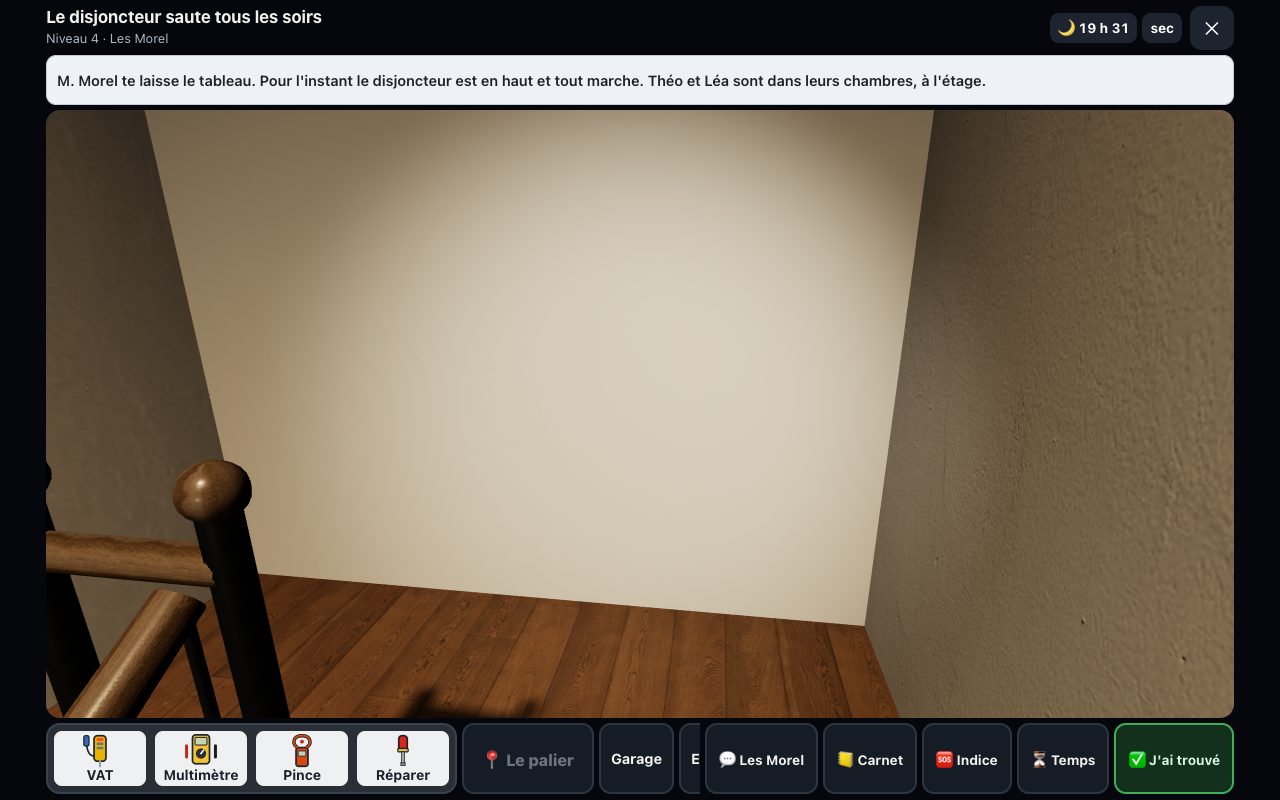 Le disjoncteur saute tous les soirs
Niveau 4 · Les Morel
🌙 19 h 31
sec
M. Morel te laisse le tableau. Pour l'instant le disjoncteur est en haut et tout marche. Théo et Léa sont dans leurs chambres, à l'étage.
VAT
Multimètre
Pince
Réparer
📍 Le palier
Garage
💬 Les Morel
📒 Carnet
🆘 Indice
⏳ Temps
✅ J'ai trouvé